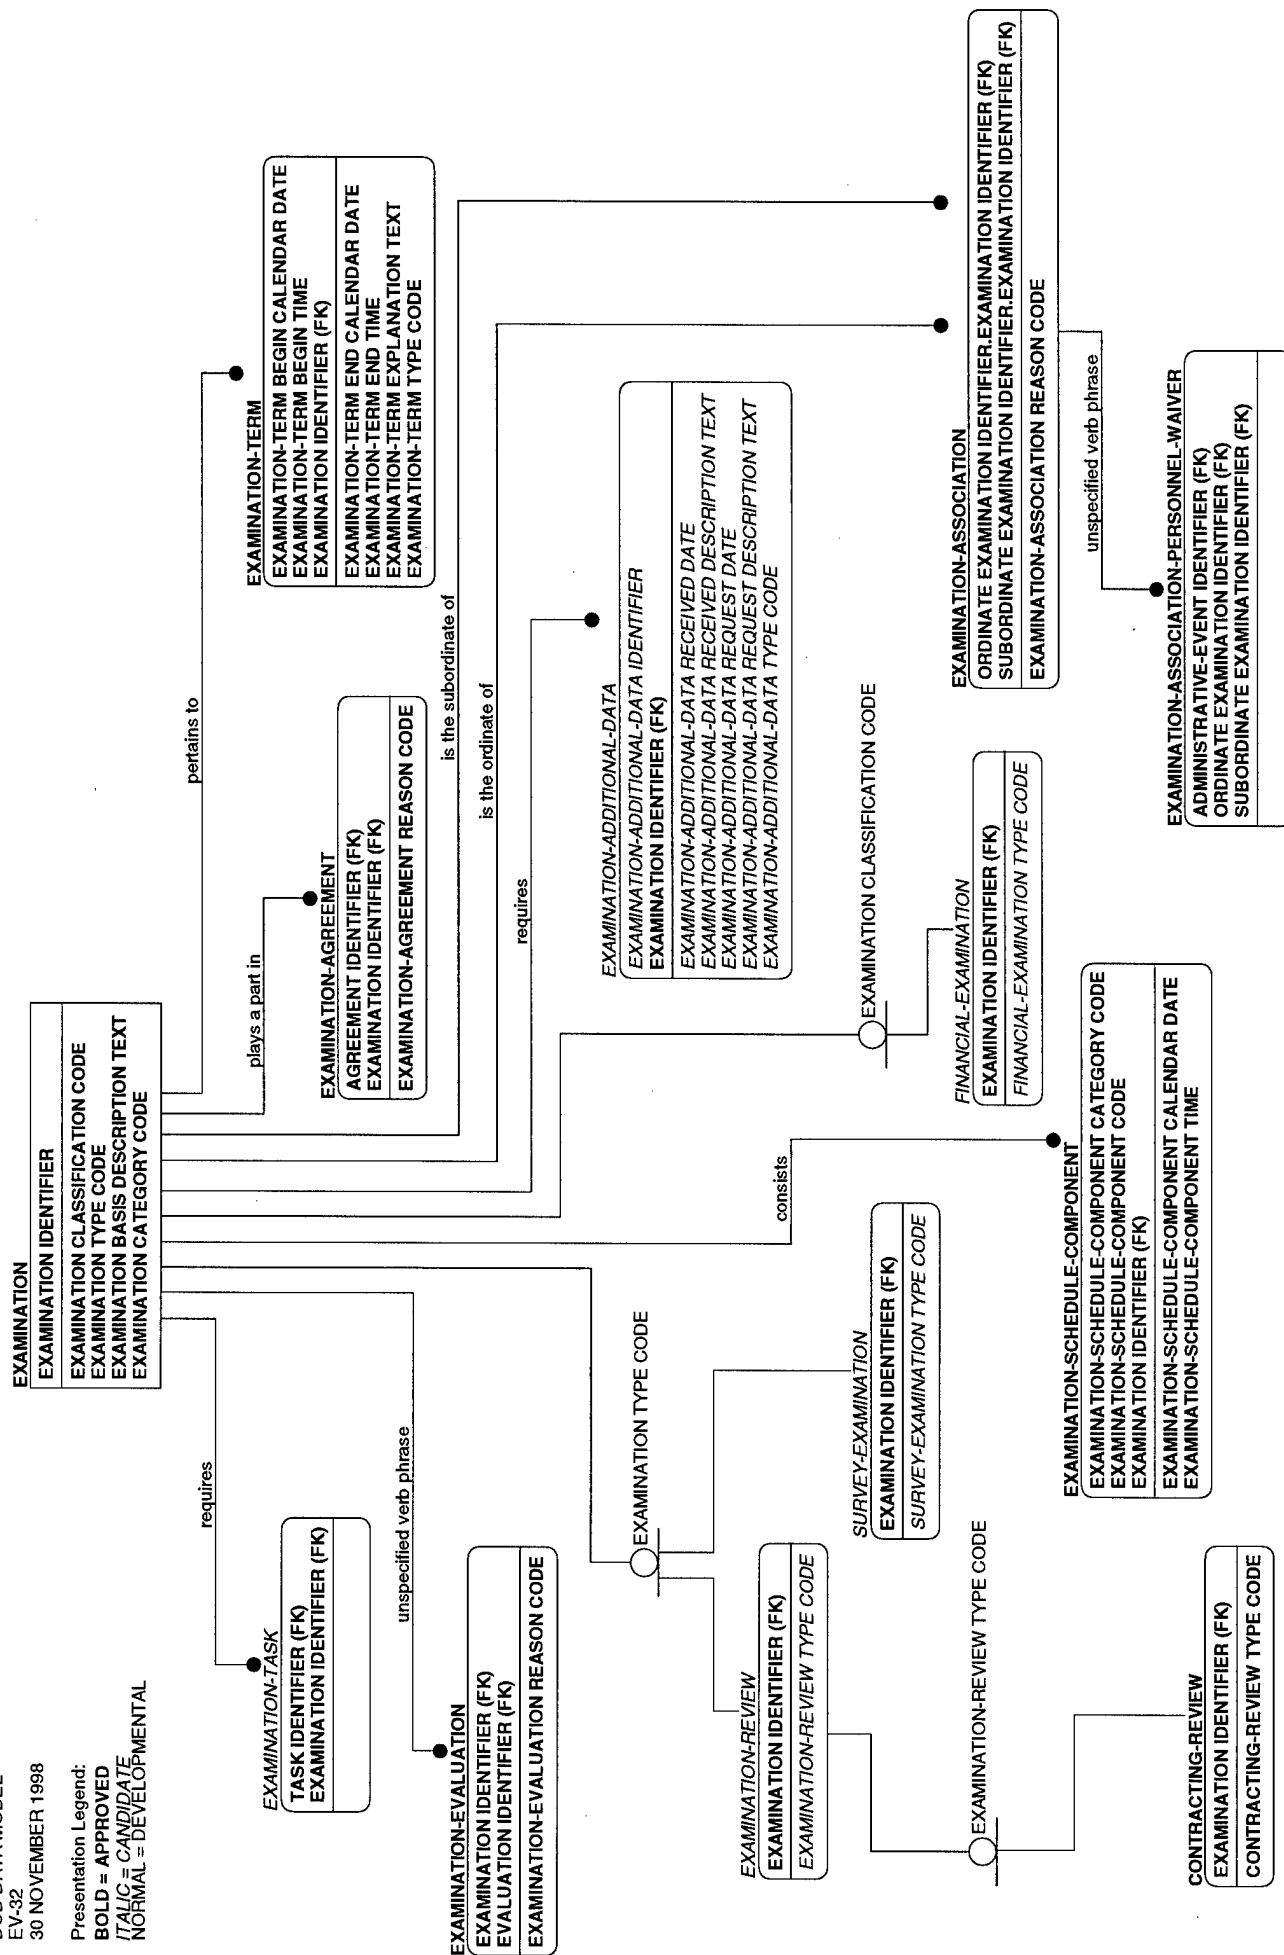 EV-32
30 NOVEMBER 1998
Presentation Legend:
BOLD = APPROVED
ITALIC = CANDIDATE
NORMAL = DEVELOPMENTAL
EXAMINATION
EXAMINATION IDENTIFIER
EXAMINATION CLASSIFICATION CODE
EXAMINATION TYPE CODE
EXAMINATION BASIS DESCRIPTION TEXT
EXAMINATION CATEGORY CODE
requires
unspecified verb phrase
plays a part in
pertains to
is the subordinate of
is the ordinate of
requires
consists
EXAMINATION-TASK
TASK IDENTIFIER (FK)
EXAMINATION IDENTIFIER (FK)
EXAMINATION-EVALUATION
EXAMINATION IDENTIFIER (FK)
EVALUATION IDENTIFIER (FK)
EXAMINATION-EVALUATION REASON CODE
EXAMINATION-AGREEMENT
AGREEMENT IDENTIFIER (FK)
EXAMINATION IDENTIFIER (FK)
EXAMINATION-AGREEMENT REASON CODE
EXAMINATION-TERM
EXAMINATION-TERM BEGIN CALENDAR DATE
EXAMINATION-TERM BEGIN TIME
EXAMINATION IDENTIFIER (FK)
EXAMINATION-TERM END CALENDAR DATE
EXAMINATION-TERM END TIME
EXAMINATION-TERM EXPLANATION TEXT
EXAMINATION-TERM TYPE CODE
EXAMINATION TYPE CODE
EXAMINATION-ADDITIONAL-DATA
EXAMINATION-ADDITIONAL-DATA IDENTIFIER
EXAMINATION IDENTIFIER (FK)
EXAMINATION-ADDITIONAL-DATA RECEIVED DATE
EXAMINATION-ADDITIONAL-DATA RECEIVED DESCRIPTION TEXT
EXAMINATION-ADDITIONAL-DATA REQUEST DATE
EXAMINATION-ADDITIONAL-DATA REQUEST DESCRIPTION TEXT
EXAMINATION-ADDITIONAL-DATA TYPE CODE
EXAMINATION-REVIEW
EXAMINATION IDENTIFIER (FK)
EXAMINATION-REVIEW TYPE CODE
SURVEY-EXAMINATION
EXAMINATION IDENTIFIER (FK)
SURVEY-EXAMINATION TYPE CODE
EXAMINATION CLASSIFICATION CODE
FINANCIAL-EXAMINATION
EXAMINATION IDENTIFIER (FK)
FINANCIAL-EXAMINATION TYPE CODE
EXAMINATION-ASSOCIATION
ORDINATE EXAMINATION IDENTIFIER.EXAMINATION IDENTIFIER (FK)
SUBORDINATE EXAMINATION IDENTIFIER.EXAMINATION IDENTIFIER (FK)
EXAMINATION-ASSOCIATION REASON CODE
unspecified verb phrase
EXAMINATION-REVIEW TYPE CODE
EXAMINATION-SCHEDULE-COMPONENT
EXAMINATION-SCHEDULE-COMPONENT CATEGORY CODE
EXAMINATION-SCHEDULE-COMPONENT CODE
EXAMINATION IDENTIFIER (FK)
EXAMINATION-SCHEDULE-COMPONENT CALENDAR DATE
EXAMINATION-SCHEDULE-COMPONENT TIME
CONTRACTING-REVIEW
EXAMINATION IDENTIFIER (FK)
CONTRACTING-REVIEW TYPE CODE
EXAMINATION-ASSOCIATION-PERSONNEL-WAIVER
ADMINISTRATIVE-EVENT IDENTIFIER (FK)
ORDINATE EXAMINATION IDENTIFIER (FK)
SUBORDINATE EXAMINATION IDENTIFIER (FK)